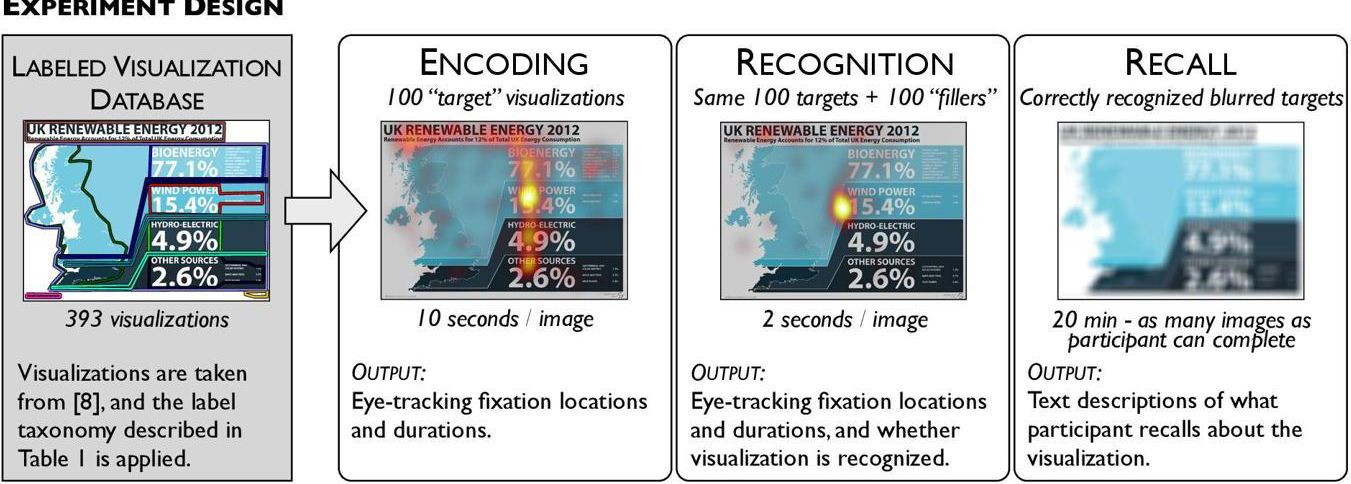 EXPERIMENT DESIGN
LABELED VISUALIZATION
DATABASE
UK RENEWABLE ENERGY 2012
Renewable Energy Accounts for 12% of Total UK Energy Consumption
BIOENERGY
77.1%
WIND POWER
15.4%
HYDRO-ELECTRIC
4.9%
OTHER SOURCES
2.6%
393 visualizations
Visualizations are taken
from [8], and the label
taxonomy described in
Table 1 is applied.
ENCODING
100 “target” visualizations
UK RENEWABLE ENERGY 2012
Renewable Energy Accounts for 12% of Total UK Energy Consumption
BIOENERGY
77.1%
WIND POWER
15.4%
HYDRO-ELECTRIC
4.9%
OTHER SOURCES
2.6%
10 seconds / image
OUTPUT:
Eye-tracking fixation locations
and durations.
RECOGNITION
Same 100 targets + 100 “fillers”
UK RENEWABLE ENERGY 2012
Renewable Energy Accounts for 12% of Total UK Energy Consumption
BIOENERGY
77.1%
WIND POWER
15.4%
HYDRO-ELECTRIC
4.9%
OTHER SOURCES
2.6%
2 seconds / image
OUTPUT:
Eye-tracking fixation locations
and durations, and whether
visualization is recognized.
RECALL
Correctly recognized blurred targets
77.1%
15.4%
4.9%
2.6%
20 min - as many images as
participant can complete
OUTPUT:
Text descriptions of what
participant recalls about the
visualization.